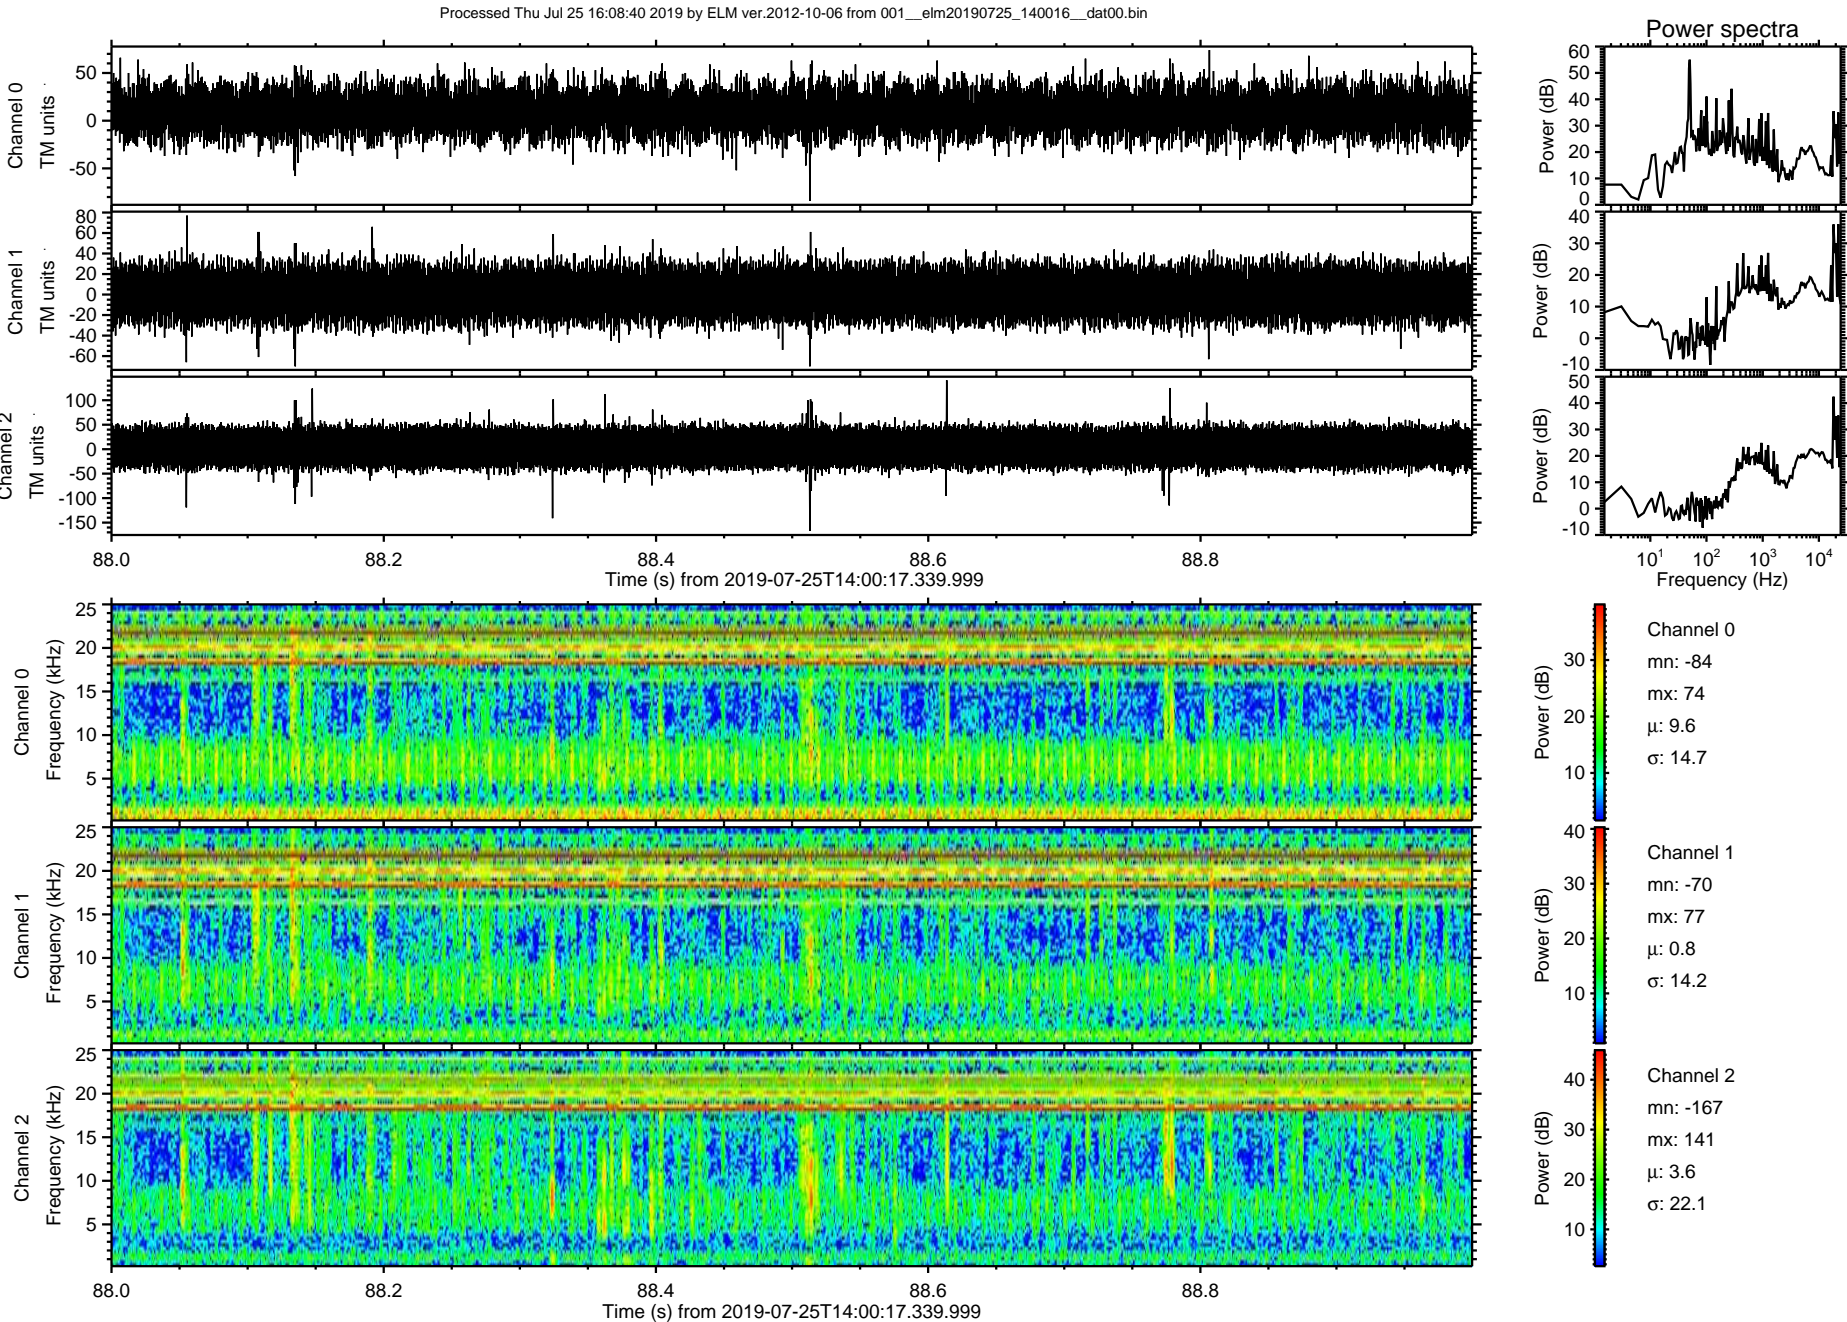 Processed Thu Jul 25 16:08:40 2019 by ELM ver.2012-10-06 from 001__elm20190725_140016__dat00.bin
Power spectra
Channel 0
TM units
50
0
-50
Power (dB)
60
50
40
30
20
10
0
Channel 1
TM units
80
60
40
20
0
-20
-40
-60
Power (dB)
40
30
20
10
0
-10
Channel 2
TM units
100
50
0
-50
-100
-150
Power (dB)
50
40
30
20
10
0
-10
88.0 88.2 88.4 88.6 88.8
Time (s) from 2019-07-25T14:00:17.339.999
10^1 10^2 10^3 10^4
Frequency (Hz)
Channel 0
Frequency (kHz)
25
20
15
10
5
Power (dB)
30
20
10
Channel 0
mn: -84
mx: 74
μ: 9.6
σ: 14.7
Channel 1
Frequency (kHz)
25
20
15
10
5
Power (dB)
40
30
20
10
Channel 1
mn: -70
mx: 77
μ: 0.8
σ: 14.2
Channel 2
Frequency (kHz)
25
20
15
10
5
Power (dB)
40
30
20
10
Channel 2
mn: -167
mx: 141
μ: 3.6
σ: 22.1
88.0 88.2 88.4 88.6 88.8
Time (s) from 2019-07-25T14:00:17.339.999